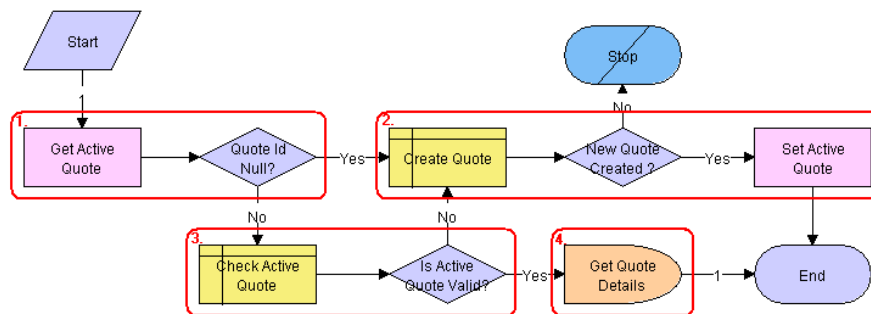 Start
1
1.
Get Active
Quote
Quote Id
Null?
Yes
No
2.
Create Quote
New Quote
Created ?
No
Stop
Yes
Set Active
Quote
3.
Check Active
Quote
Is Active
Quote Valid?
No
Yes
4.
Get Quote
Details
1
End